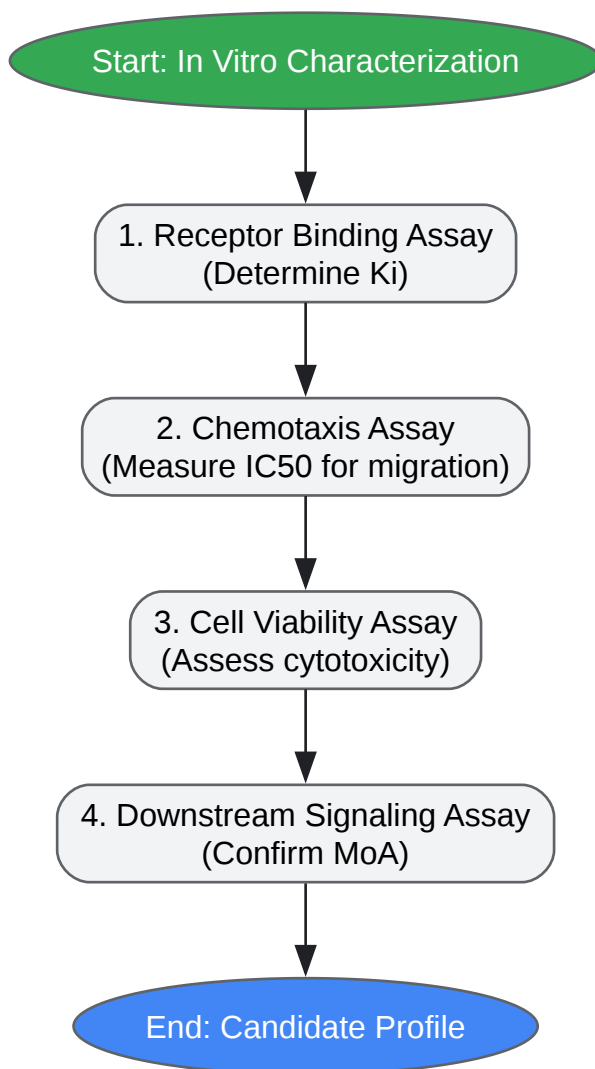 Start: In Vitro Characterization
1. Receptor Binding Assay
(Determine Ki)
2. Chemotaxis Assay
(Measure IC50 for migration)
3. Cell Viability Assay
(Assess cytotoxicity)
4. Downstream Signaling Assay
(Confirm MoA)
End: Candidate Profile